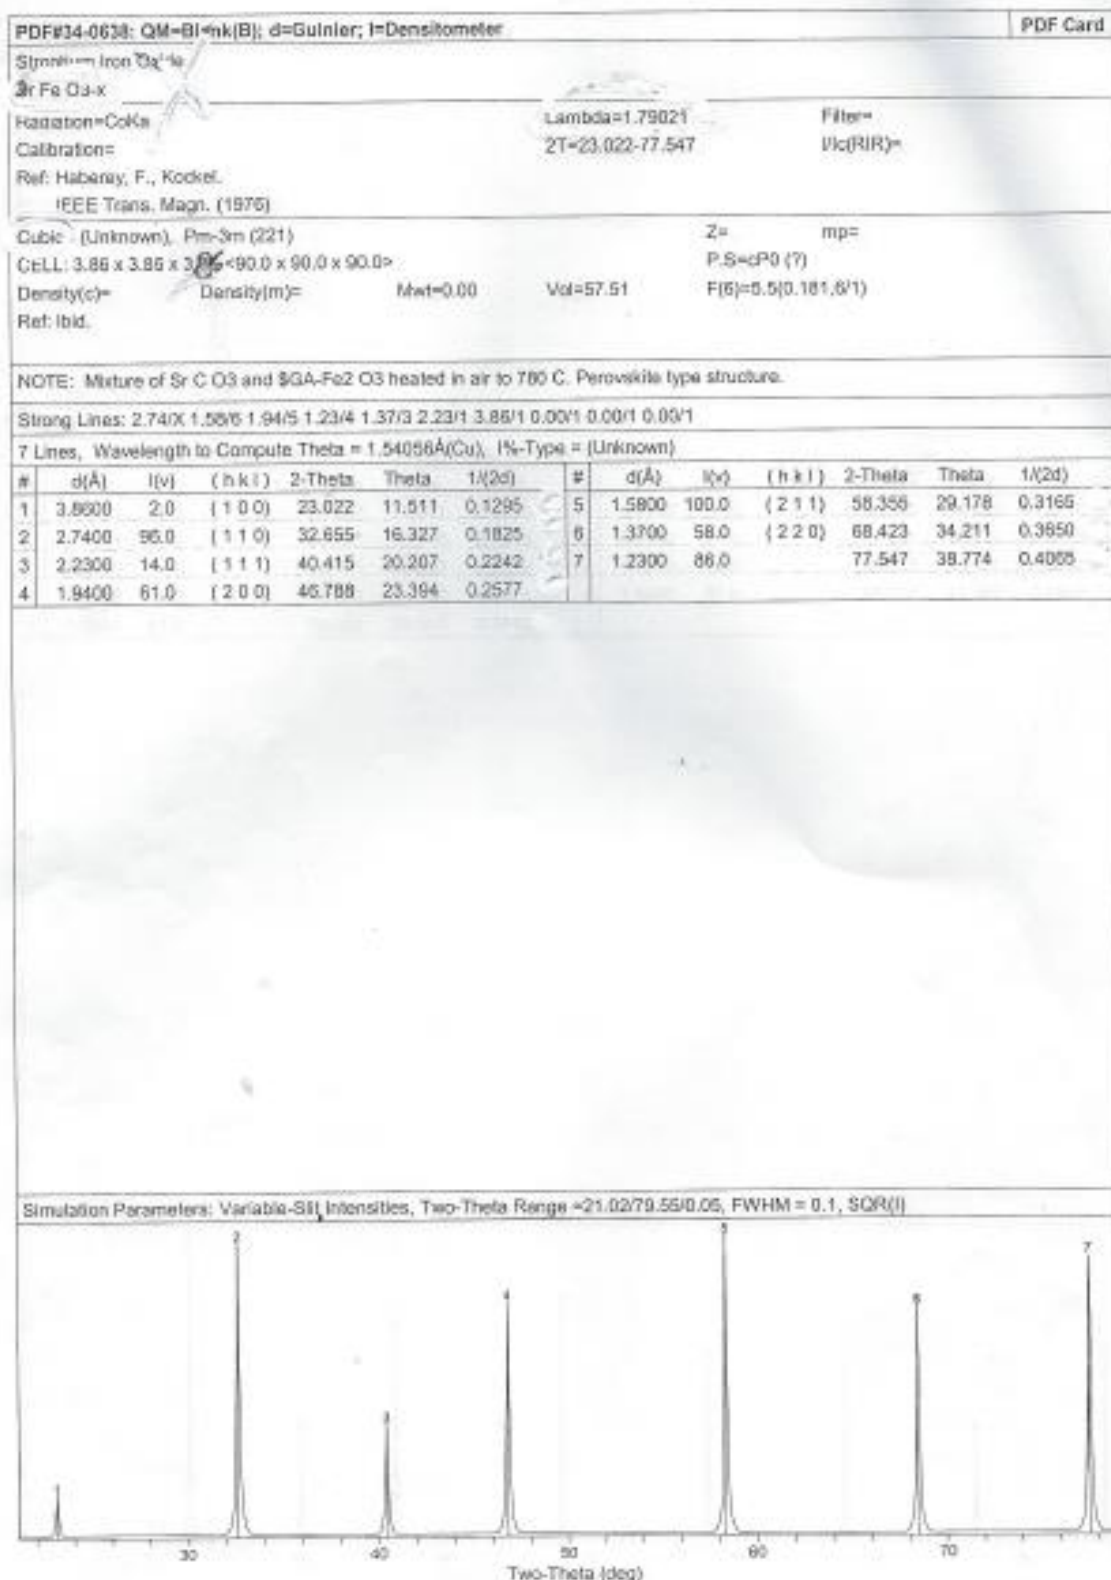 PDF#34-0638: QM=Bl nk(B); d=Guinier; I=Densitometer PDF Card
Iron
Sr Fe O3-x
Radiation=CoKa Lambda=1.79021 Filter=
Calibration= 2T=23.022-77.547 I/Ic(RIR)=
Ref: Haberey, F., Kockel.
IEEE Trans. Magn. (1976)
Cubic (Unknown), Pm-3m (221) Z= mp=
CELL: 3.86 x 3.86 x <90.0 x 90.0 x 90.0> P.S=cP0 (?)
Density(c)= Density(m)= Mwt=0.00 Vol=57.51 F(6)=5.5(0.181,6/1)
Ref: Ibid.
NOTE: Mixture of Sr C O3 and $GA-Fe2 O3 heated in air to 780 C. Perovskite type structure.
Strong Lines: 2.74/X 1.58/6 1.94/5 1.23/4 1.37/3 2.23/1 3.86/1 0.00/1 0.00/1 0.00/1
7 Lines, Wavelength to Compute Theta = 1.54056Å(Cu), I%-Type = (Unknown)
# d(Å) I(v) (h k l) 2-Theta Theta 1/(2d) # d(Å) I(v) (h k l) 2-Theta Theta 1/(2d)
1 3.8600 2.0 (1 0 0) 23.022 11.511 0.1295 5 1.5800 100.0 (2 1 1) 58.355 29.178 0.3165
2 2.7400 96.0 (1 1 0) 32.655 16.327 0.1825 6 1.3700 58.0 (2 2 0) 68.423 34.211 0.3650
3 2.2300 14.0 (1 1 1) 40.415 20.207 0.2242 7 1.2300 86.0 77.547 38.774 0.4065
4 1.9400 61.0 (2 0 0) 46.788 23.394 0.2577
Simulation Parameters: Variable-Slit Intensities, Two-Theta Range =21.02/79.55/0.05, FWHM = 0.1, SQR(I)
2 3 4 5 6 7
30 40 50 60 70
Two-Theta (deg)